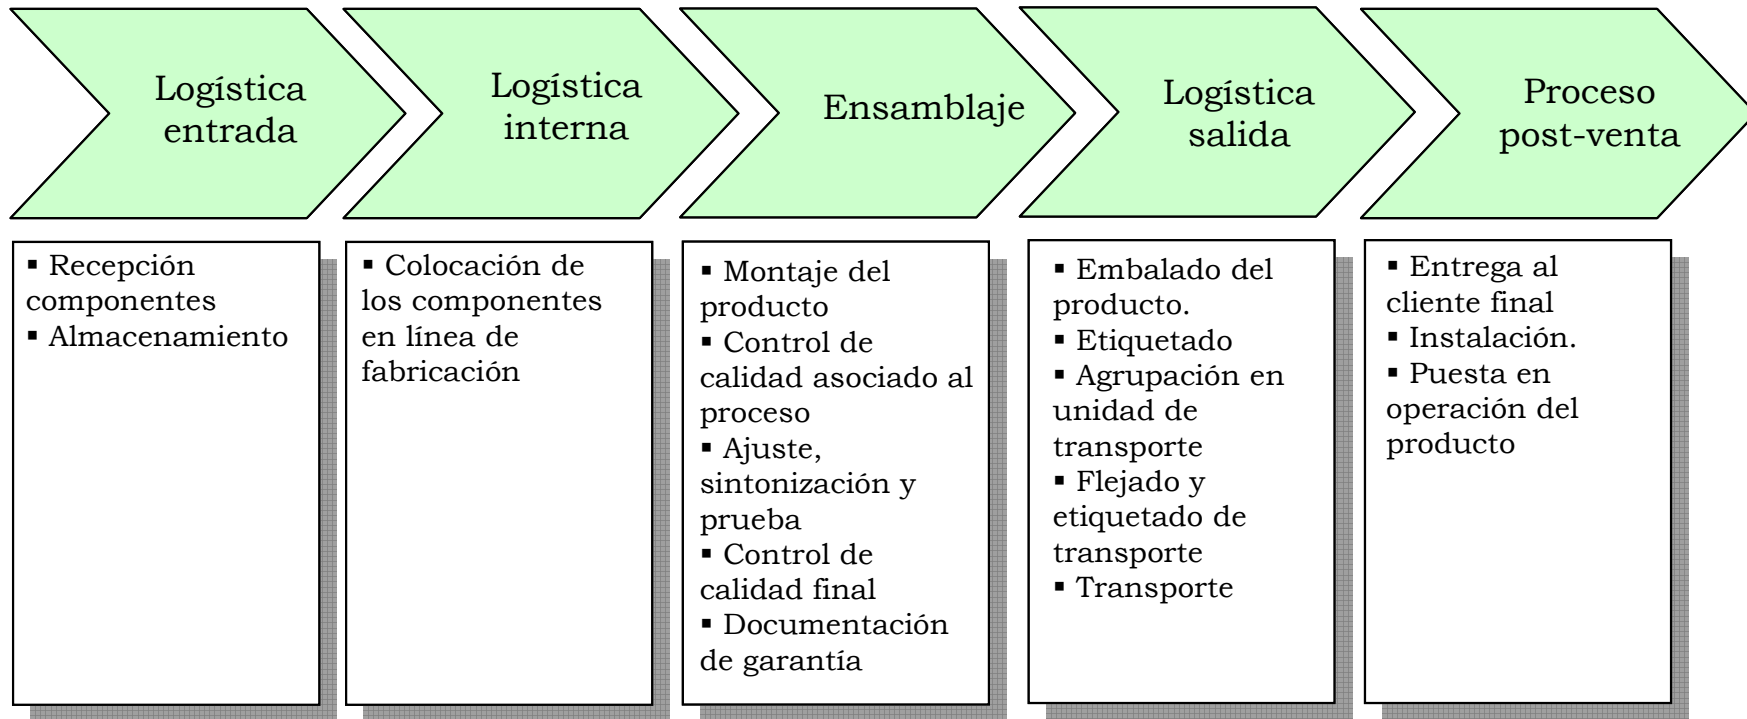 Logística
entrada
Logística
interna
Ensamblaje
Logística
salida
Proceso
post-venta
▪ Recepción
componentes
▪ Almacenamiento
▪ Colocación de
los componentes
en línea de
fabricación
▪ Montaje del
producto
▪ Control de
calidad asociado al
proceso
▪ Ajuste,
sintonización y
prueba
▪ Control de
calidad final
▪ Documentación
de garantía
▪ Embalado del
producto.
▪ Etiquetado
▪ Agrupación en
unidad de
transporte
▪ Flejado y
etiquetado de
transporte
▪ Transporte
▪ Entrega al
cliente final
▪ Instalación.
▪ Puesta en
operación del
producto